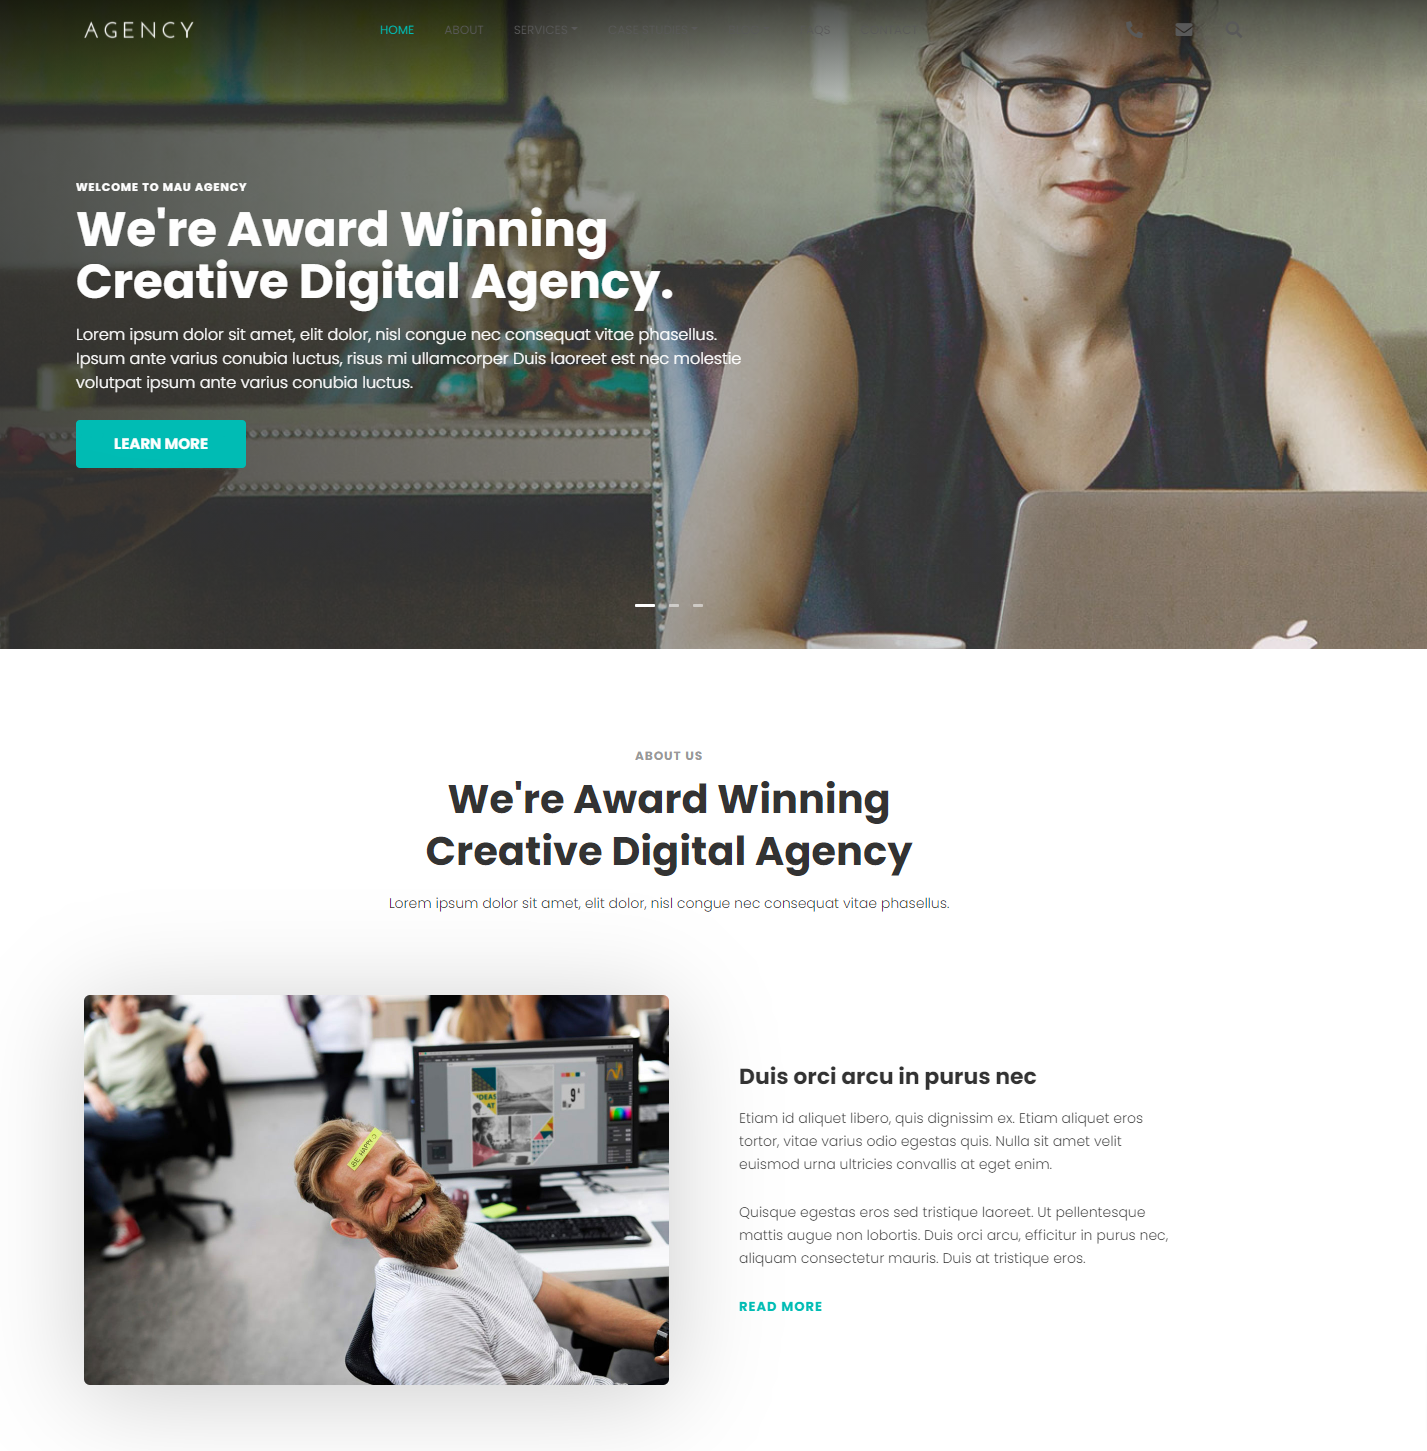 AGENCY
HOME
ABOUT
SERVICES
CASE STUDY
CONTACT
WELCOME TO MAU AGENCY
We're Award Winning
Creative Digital Agency.
Lorem ipsum dolor sit amet, elit dolor, nisl congue nec consequat vitae phasellus.
Ipsum ante varius conubia luctus, risus mi ullamcorper Duis laoreet est nec molestie
volutpat ipsum ante varius conubia luctus.
LEARN MORE
ABOUT US
We're Award Winning
Creative Digital Agency
Lorem ipsum dolor sit amet, elit dolor, nisl congue nec consequat vitae phasellus.
BE HAPPY
Duis orci arcu in purus nec
Etiam id aliquet libero, quis dignissim ex. Etiam aliquet eros
tortor, vitae varius odio egestas quis. Nulla sit amet velit
euismod urna ultricies convallis at eget enim.
Quisque egestas eros sed tristique laoreet. Ut pellentesque
mattis augue non lobortis. Duis orci arcu, efficitur in purus nec,
aliquam consectetur mauris. Duis at tristique eros.
READ MORE